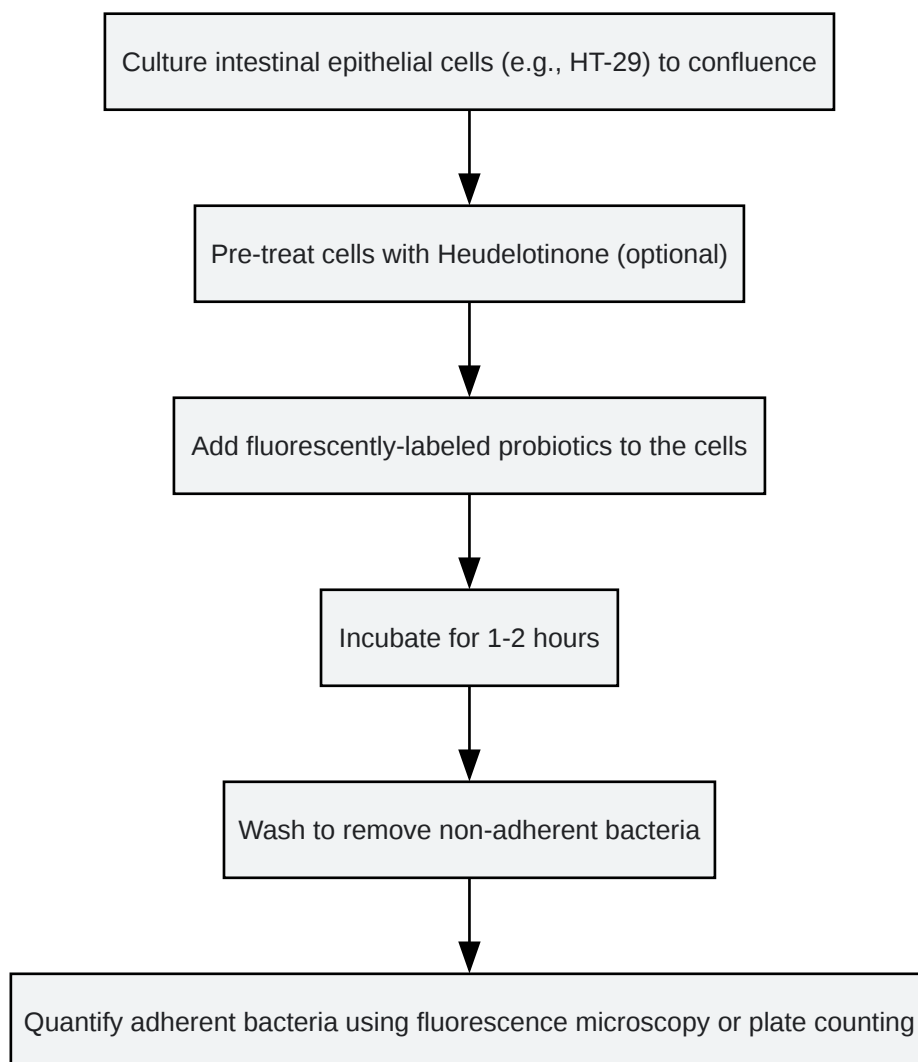 Culture intestinal epithelial cells (e.g., HT-29) to confluence
Pre-treat cells with Heudelotinone (optional)
Add fluorescently-labeled probiotics to the cells
Incubate for 1-2 hours
Wash to remove non-adherent bacteria
Quantify adherent bacteria using fluorescence microscopy or plate counting